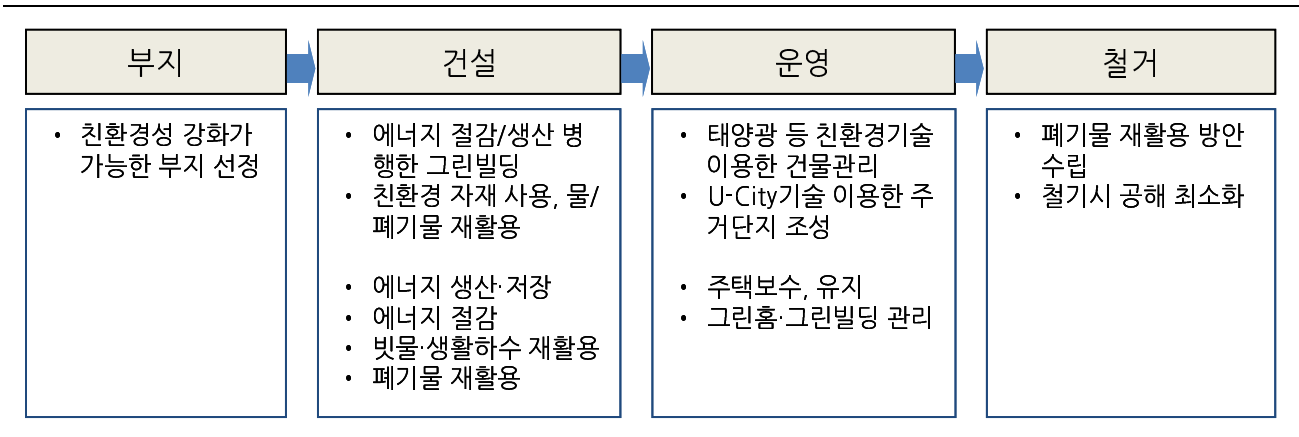 부지
친환경성 강화가
가능한 부지 선정
건설
에너지 절감/생산 병
행한 그린빌딩
친환경 자재 사용, 물/
폐기물 재활용
에너지 생산·저장
에너지 절감
빗물·생활하수 재활용
폐기물 재활용
운영
태양광 등 친환경기술
이용한 건물관리
U-City기술 이용한 주
거단지 조성
주택보수, 유지
그린홈·그린빌딩 관리
철거
폐기물 재활용 방안
수립
철기시 공해 최소화